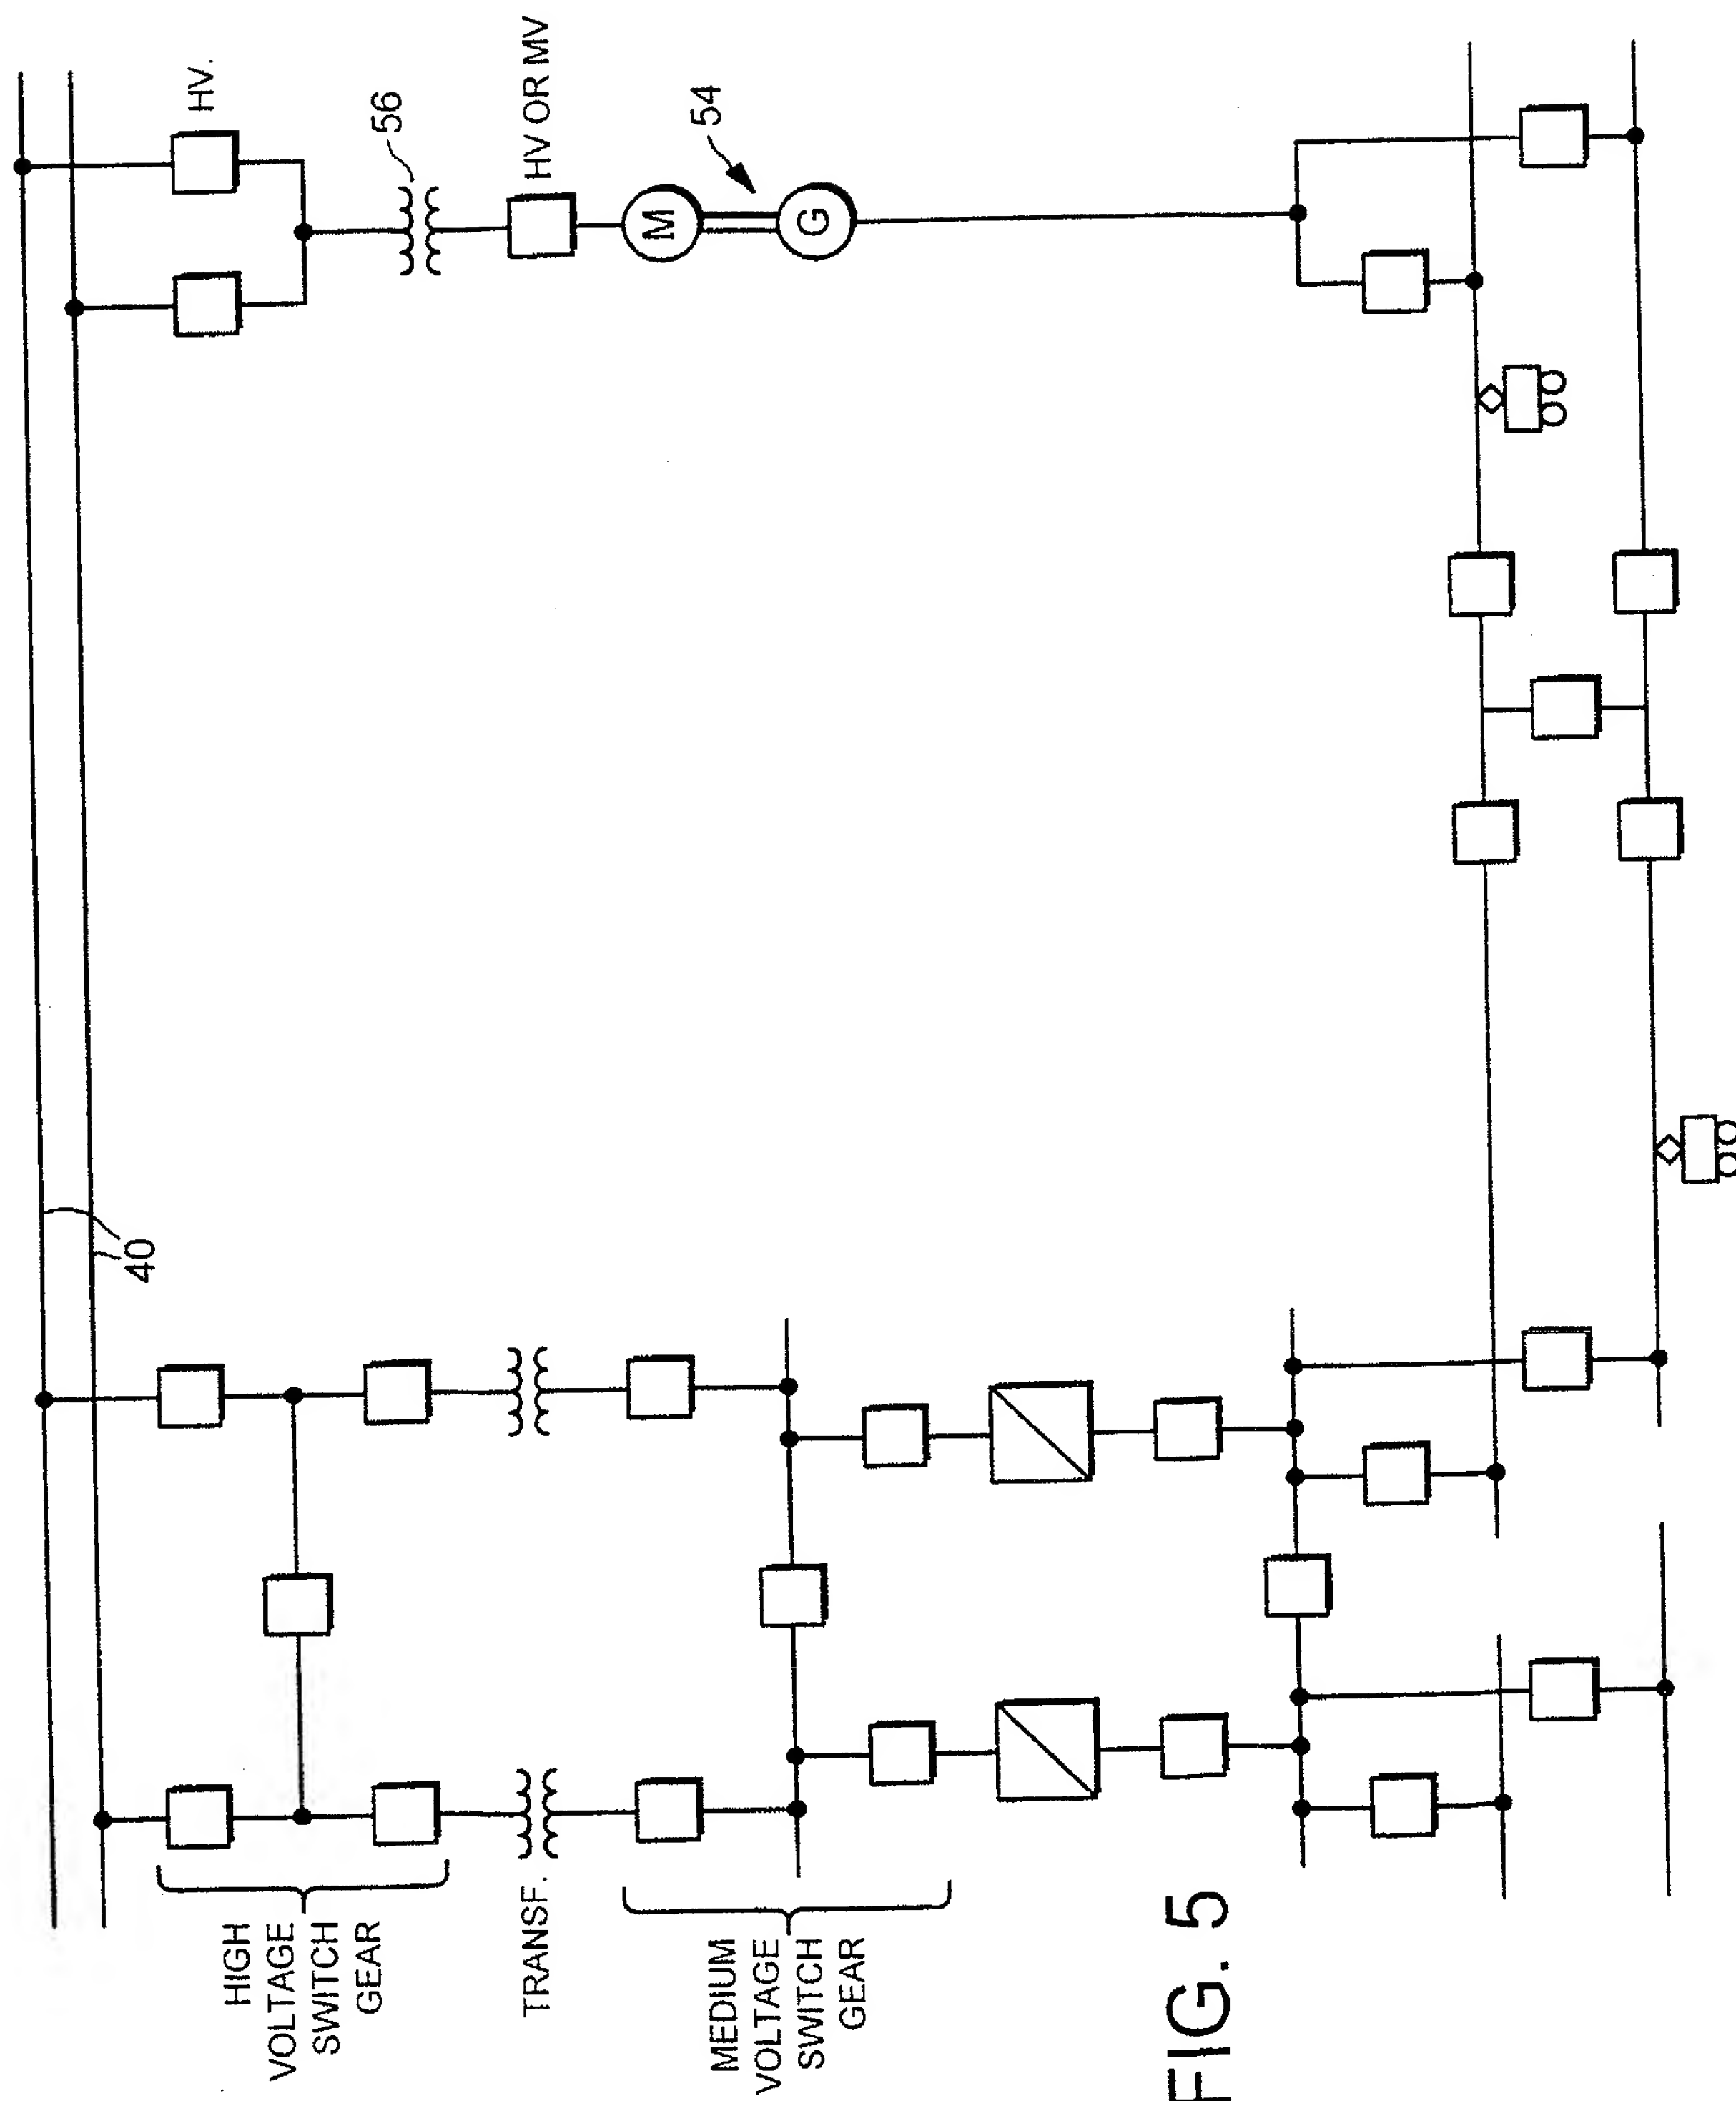 HIGH
VOLTAGE
SWITCH
GEAR
TRANSF.
MEDIUM
VOLTAGE
SWITCH
GEAR
40
HV.
56
HV OR MV
M
G
54
FIG. 5